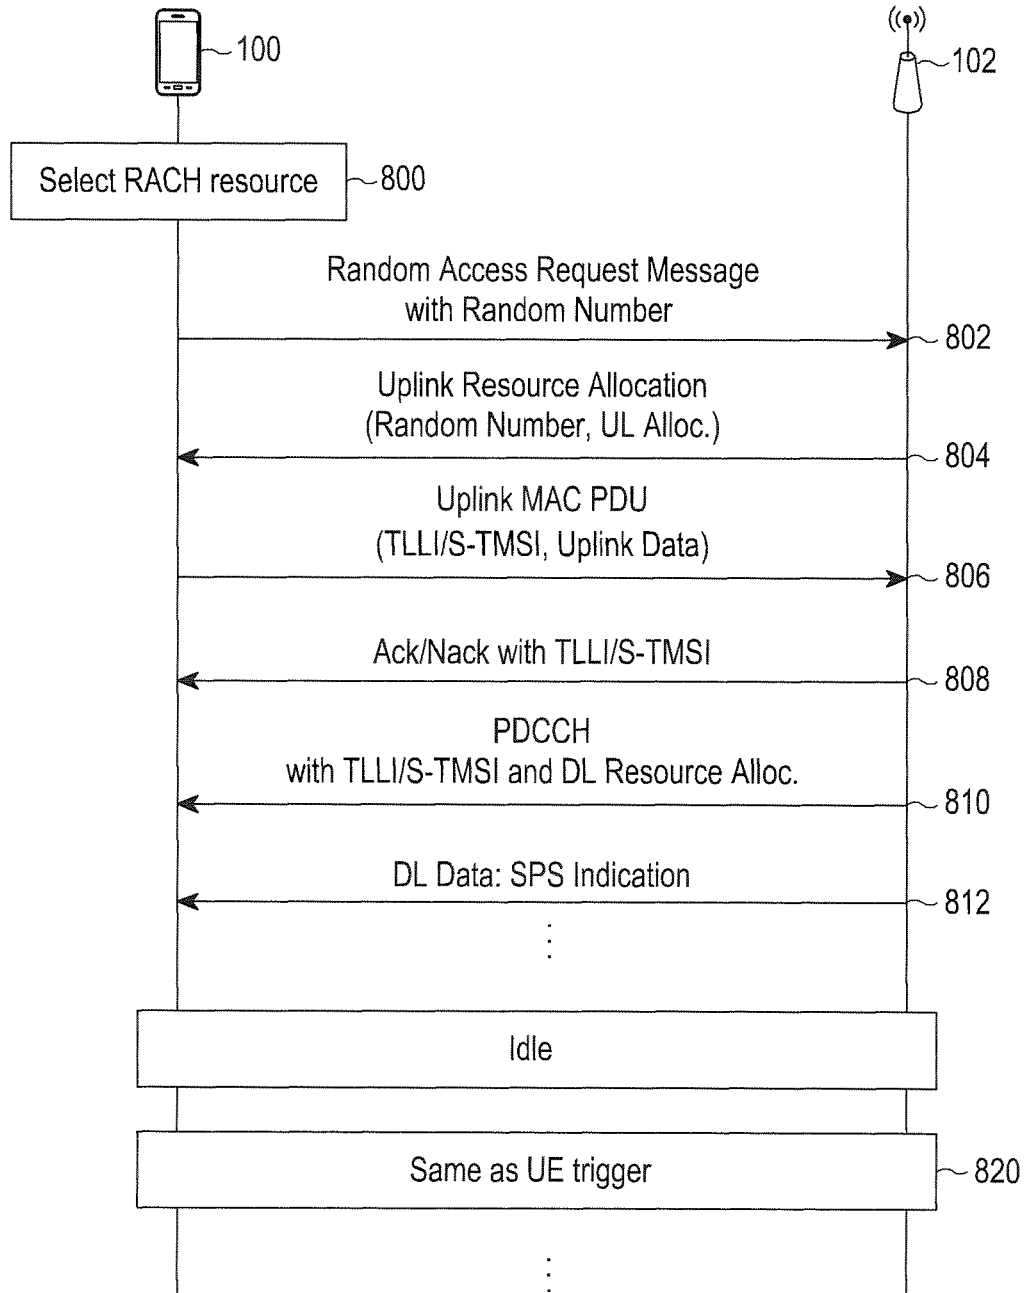 100
102
Select RACH resource
800
Random Access Request Message
with Random Number
802
Uplink Resource Allocation
(Random Number, UL Alloc.)
804
Uplink MAC PDU
(TLLI/S-TMSI, Uplink Data)
806
Ack/Nack with TLLI/S-TMSI
808
PDCCH
with TLLI/S-TMSI and DL Resource Alloc.
810
DL Data: SPS Indication
812
Idle
Same as UE trigger
820